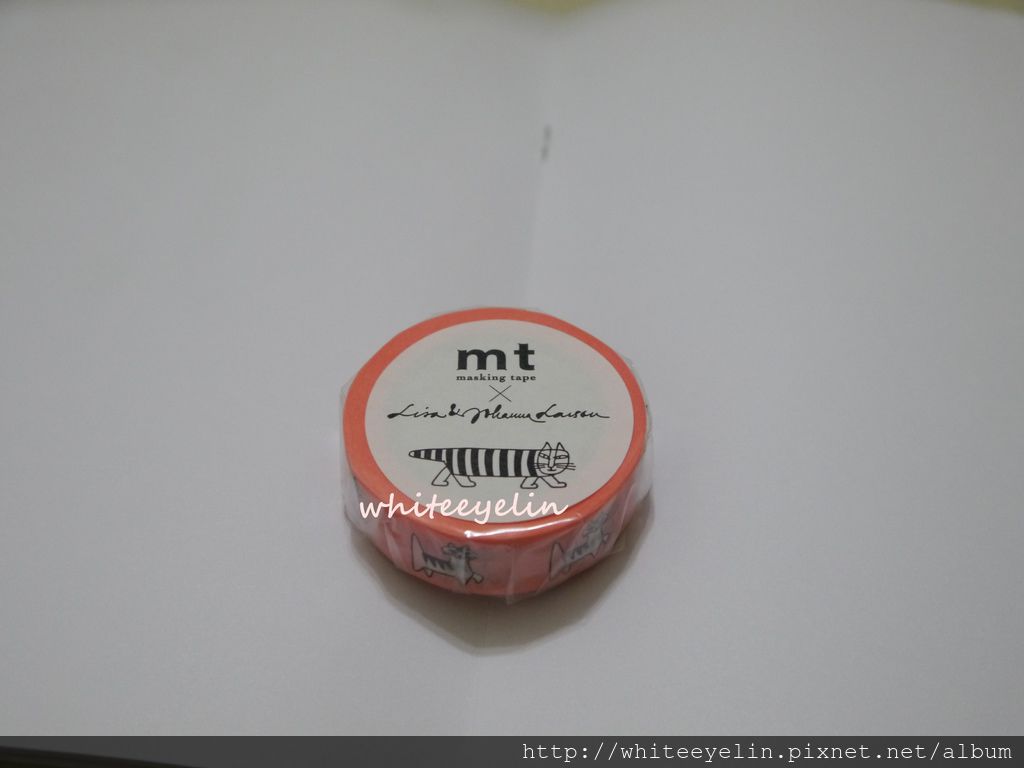 mt
masking tape
×
Lisa & Johanna Larson
whiteeyelin
http://whiteeyelin.pixnet.net/album